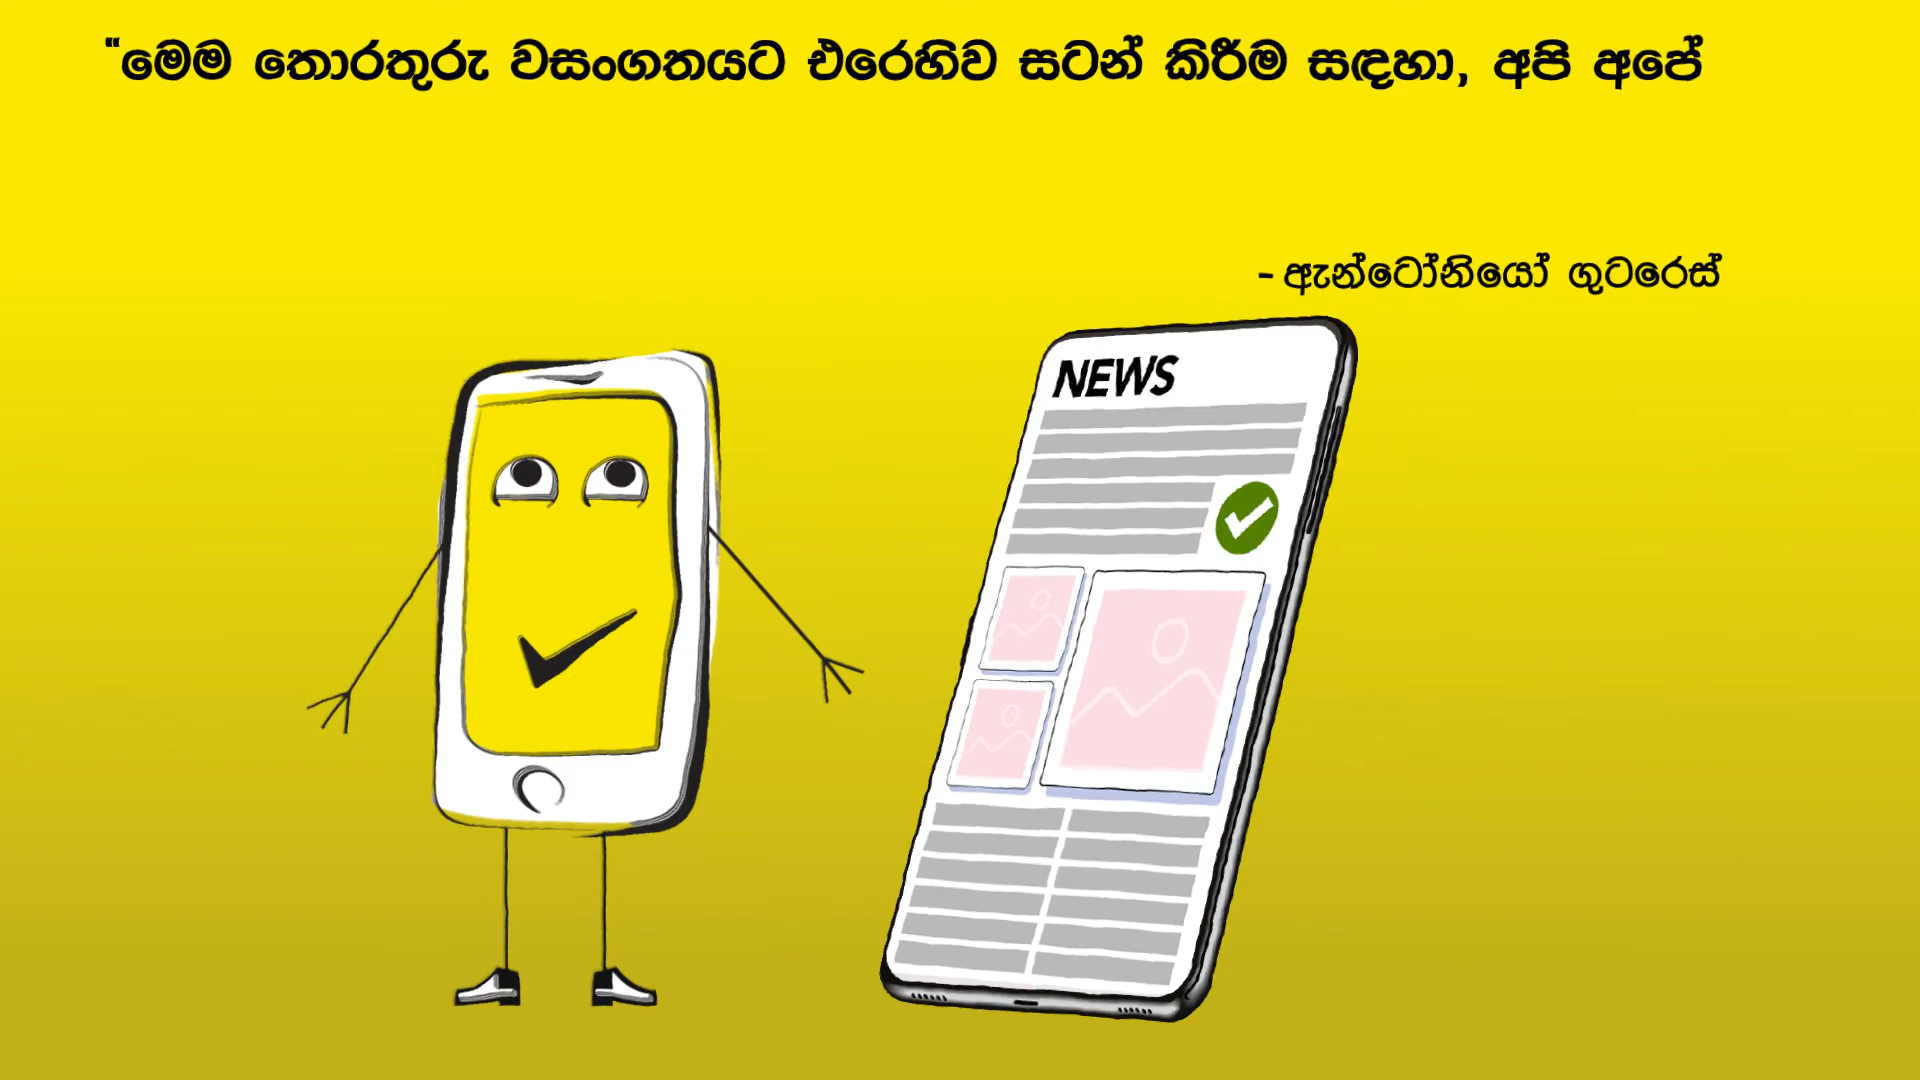 “මෙම තොරතුරු වසංගතයට එරෙහිව සටන් කිරීම සඳහා, අපි අපේ
- ඇන්ටෝනියෝ ගුටරෙස්
NEWS